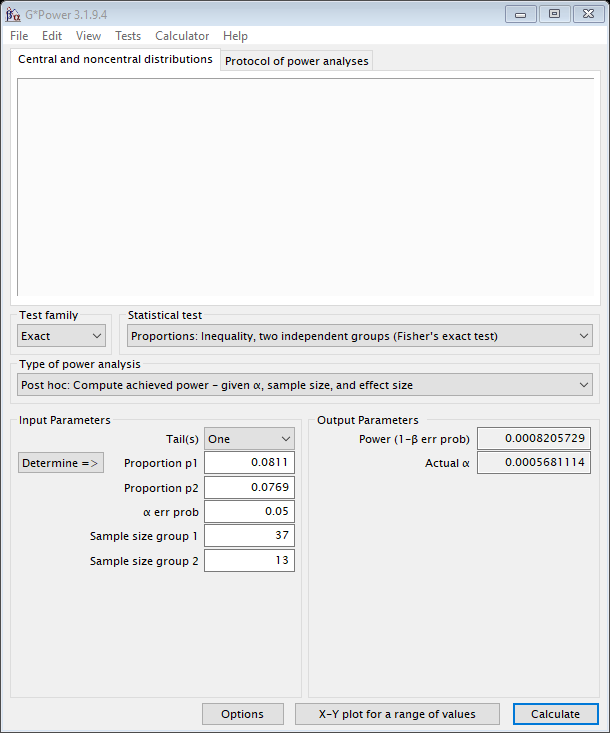 G*Power 3.1.9.4
File Edit View Tests Calculator Help
Central and noncentral distributions Protocol of power analyses
Test family Statistical test
Exact Proportions: Inequality, two independent groups (Fisher's exact test)
Type of power analysis
Post hoc: Compute achieved power - given α, sample size, and effect size
Input Parameters Output Parameters
Tail(s) One Power (1-β err prob) 0.0008205729
Determine => Proportion p1 0.0811 Actual α 0.0005681114
Proportion p2 0.0769
α err prob 0.05
Sample size group 1 37
Sample size group 2 13
Options X-Y plot for a range of values Calculate